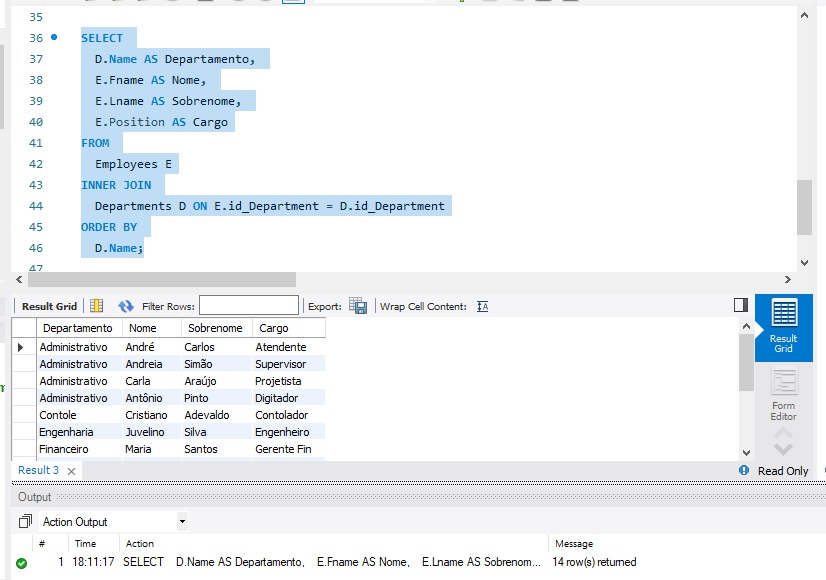 35
36 SELECT
37 D.Name AS Departamento,
38 E.Fname AS Nome,
39 E.Lname AS Sobrenome,
40 E.Position AS Cargo
41 FROM
42 Employees E
43 INNER JOIN
44 Departments D ON E.id_Department = D.id_Department
45 ORDER BY
46 D.Name;
47
Result Grid Filter Rows: Export: Wrap Cell Content: IA
Departamento Nome Sobrenome Cargo
Administrativo André Carlos Atendente
Administrativo Andreia Simão Supervisor
Administrativo Carla Araújo Projetista
Administrativo Antônio Pinto Digitador
Contole Cristiano Adevaldo Contolador
Engenharia Juvelino Silva Engenheiro
Financeiro Maria Santos Gerente Fin
Result
Grid
Form
Editor
Result 3 Read Only
Output
Action Output
# Time Action Message
1 18:11:17 SELECT D.Name AS Departamento, E.Fname AS Nome, E.Lname AS Sobrenom... 14 row(s) returned